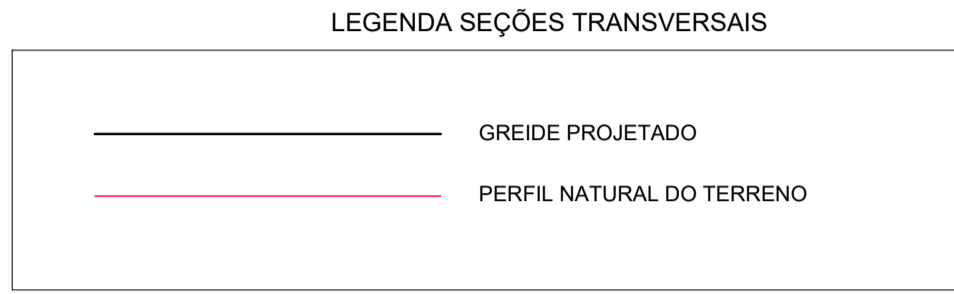 LEGENDA SEÇÕES TRANSVERSAIS
GREIDE PROJETADO
PERFIL NATURAL DO TERRENO